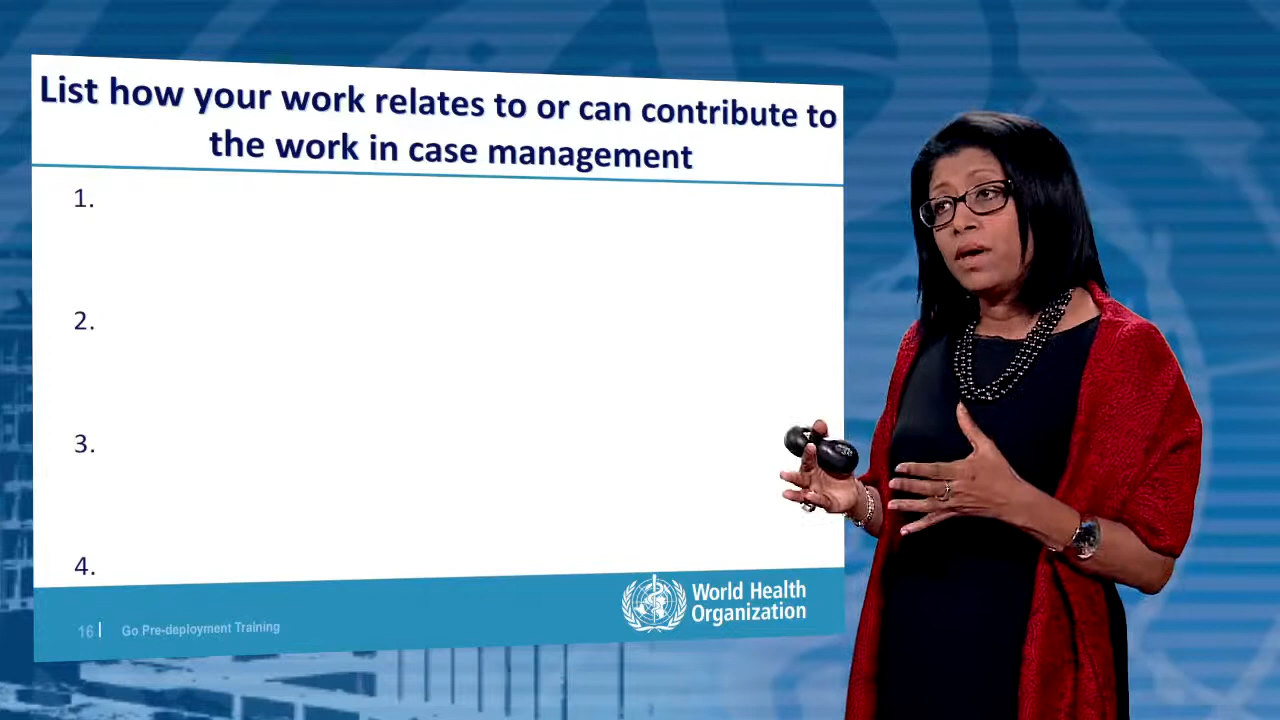 List how your work relates to or can contribute to
the work in case management
1.
2.
3.
4.
16
Go Pre-deployment Training
World Health
Organization